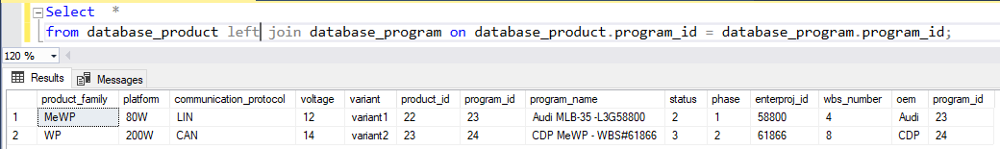 Select  *
from database_product left join database_program on database_product.program_id = database_program.program_id;
120 %
Results Messages
product_family platform communication_protocol voltage variant product_id program_id program_name status phase enterproj_id wbs_number oem program_id
1 MeWP 80W LIN 12 variant1 22 23 Audi MLB-35 -L3G58800 2 1 58800 4 Audi 23
2 WP 200W CAN 14 variant2 23 24 CDP MeWP - WBS#61866 3 2 61866 8 CDP 24